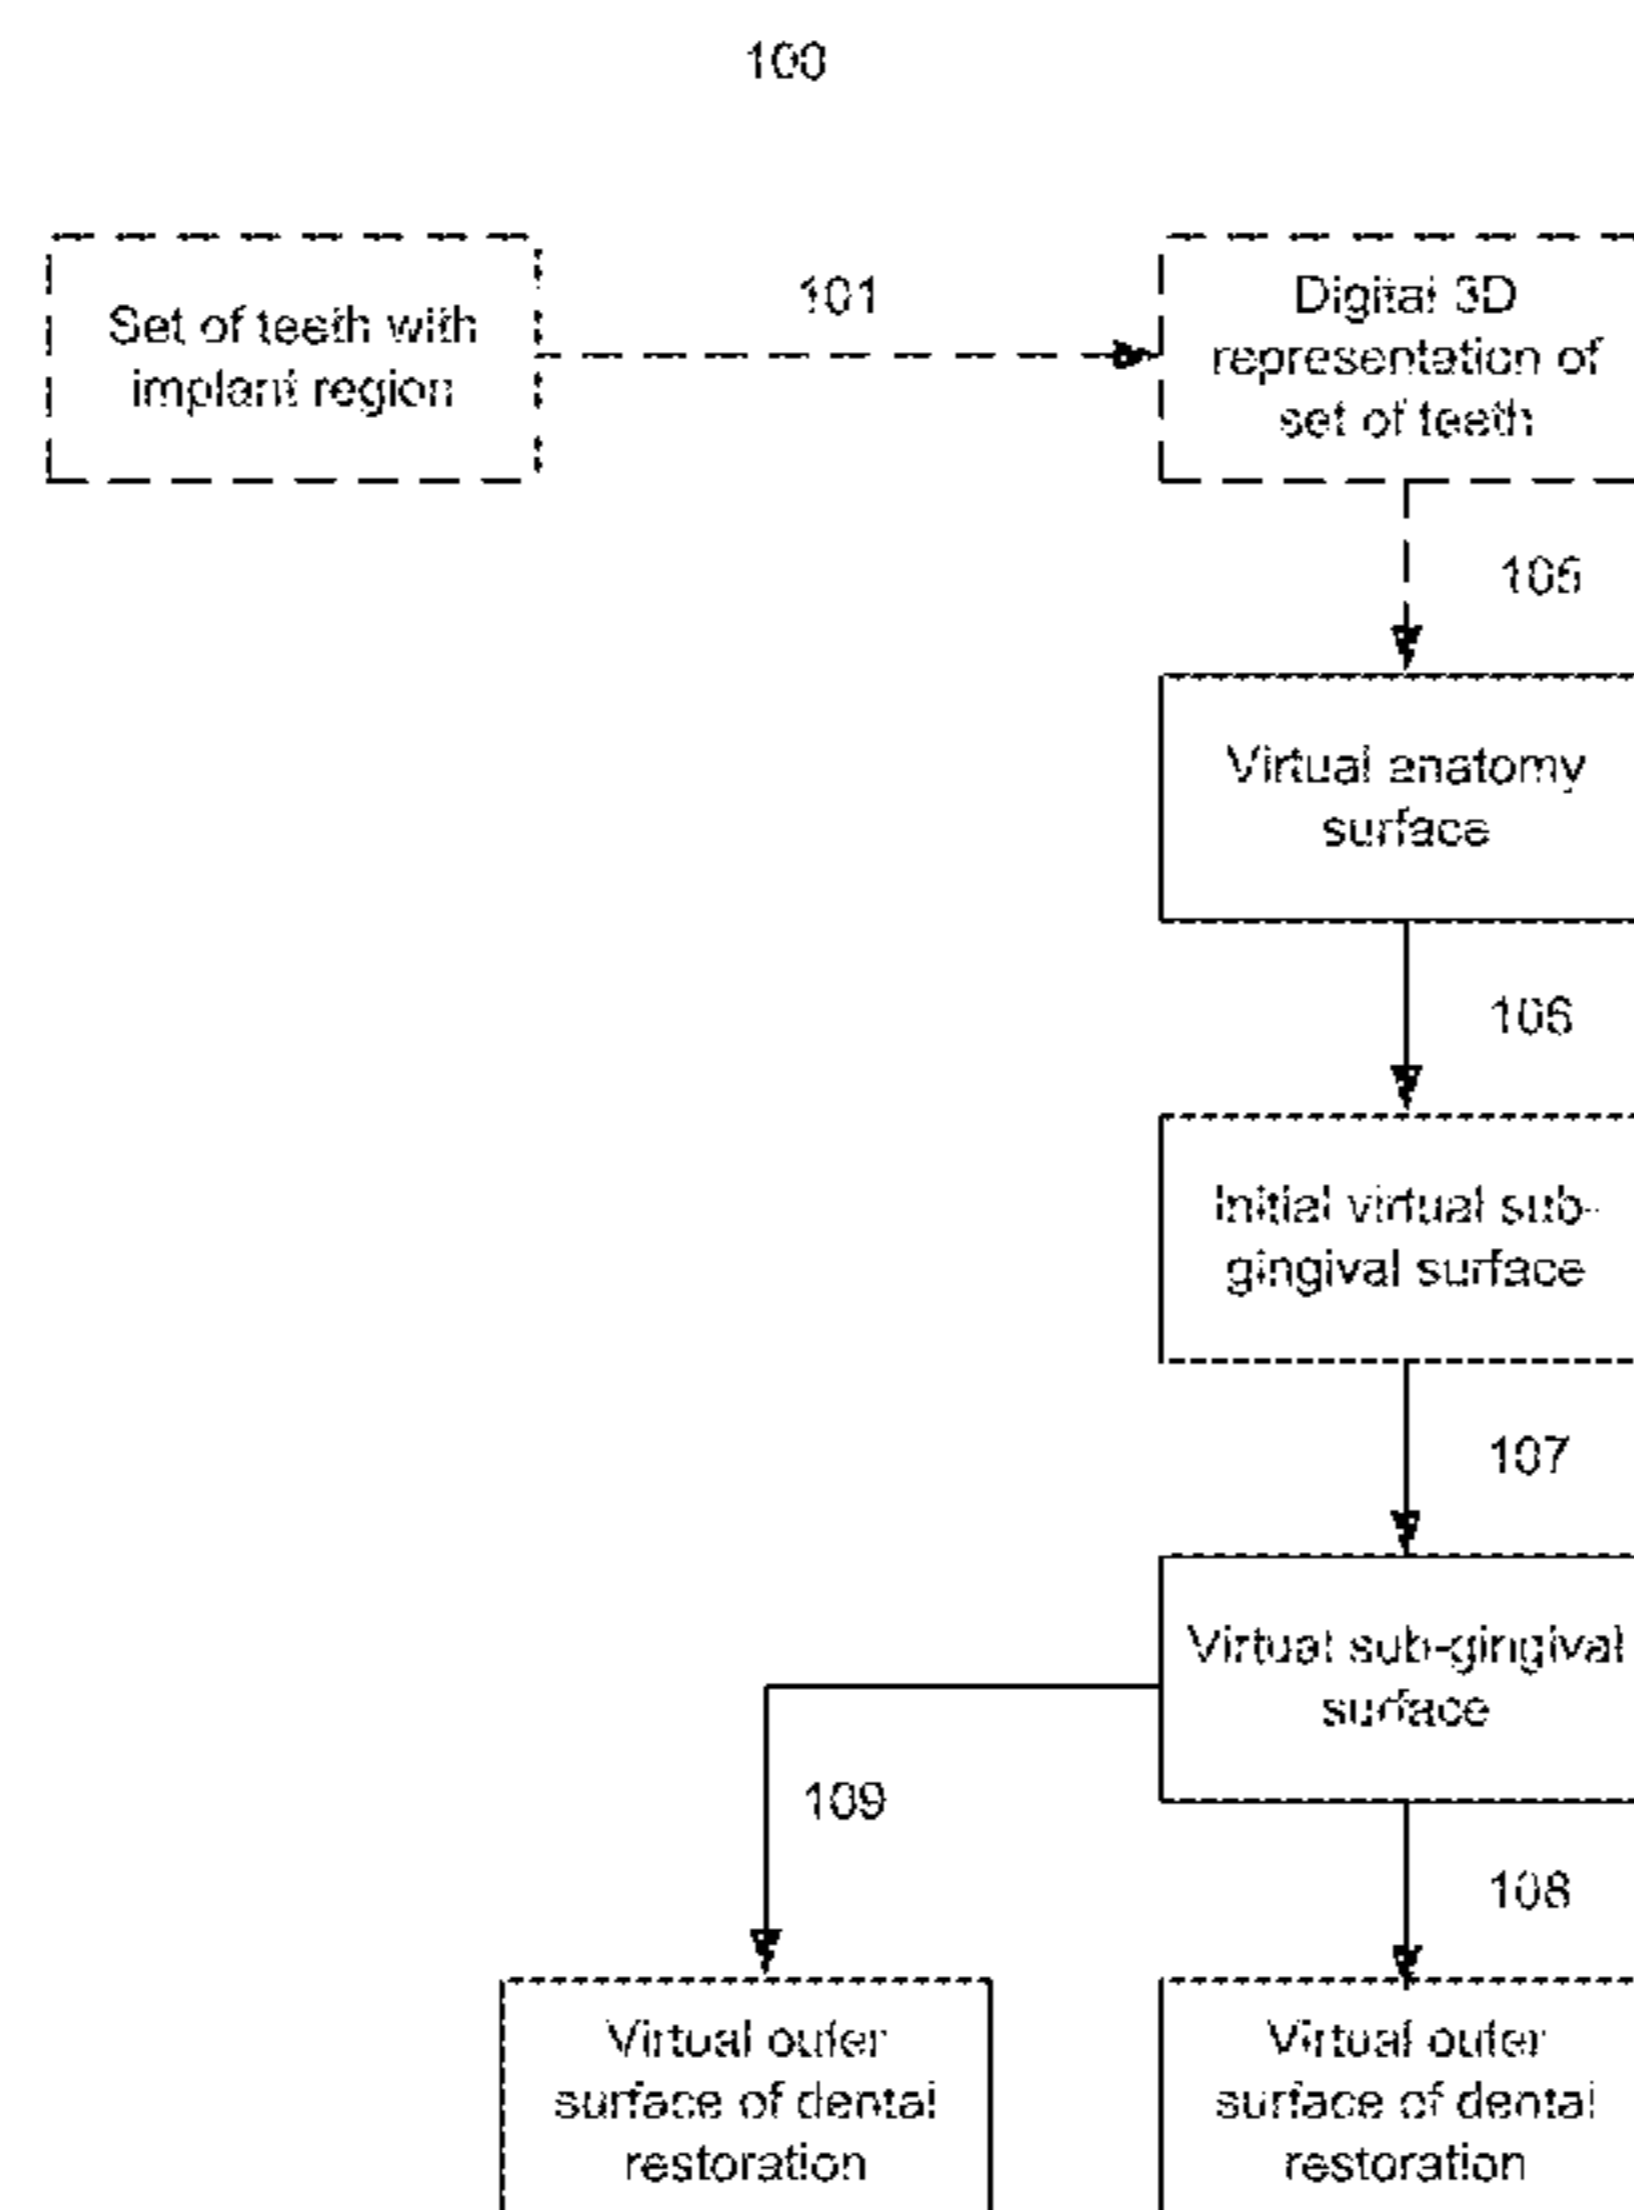 100
Set of teeth with
implant region
101
Digital 3D
representation of
set of teeth
105
Virtual anatomy
surface
106
Initial virtual sub-
gingival surface
107
Virtual sub-gingival
surface
109
108
Virtual outer
surface of dental
restoration
Virtual outer
surface of dental
restoration